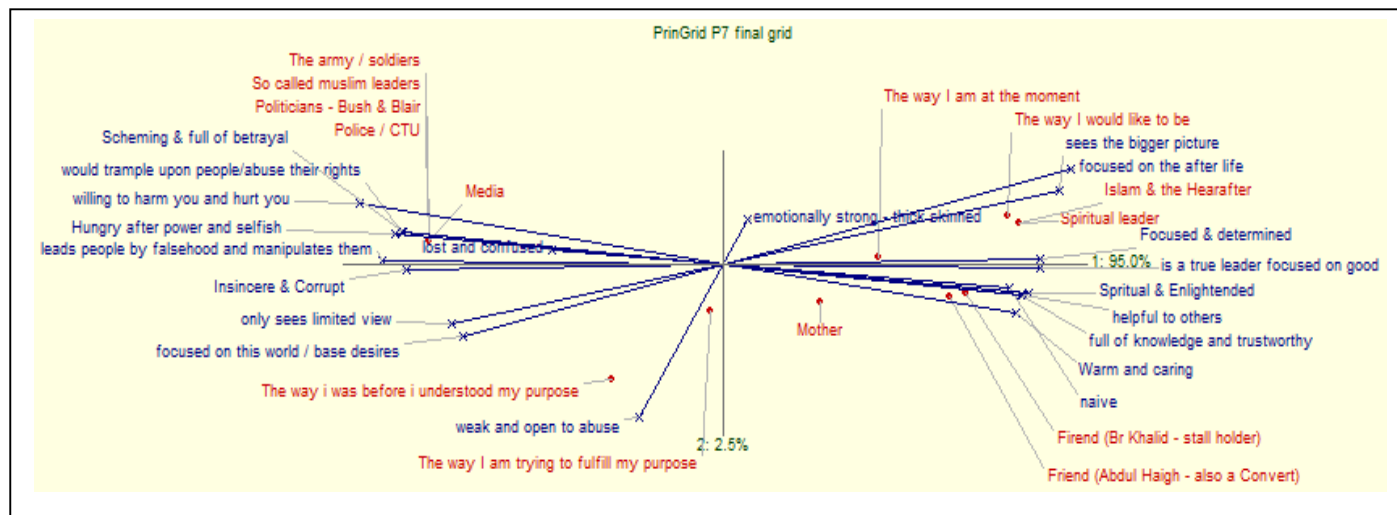 PrinGrid P7 final grid
The army / soldiers
So called muslim leaders
Politicians - Bush & Blair
Police / CTU
Scheming & full of betrayal
would trample upon people/abuse their rights
willing to harm you and hurt you
Media
Hungry after power and selfish
leads people by falsehood and manipulates them
lost and confused
Insincere & Corrupt
only sees limited view
focused on this world / base desires
The way i was before i understood my purpose
weak and open to abuse
The way I am trying to fulfill my purpose
2: 2.5%
The way I am at the moment
The way I would like to be
sees the bigger picture
focused on the after life
Islam & the Hearafter
emotionally strong - thick skinned
Spiritual leader
Focused & determined
1: 95.0%
is a true leader focused on good
Spritual & Enlightended
helpful to others
Mother
full of knowledge and trustworthy
Warm and caring
naive
Firend (Br Khalid - stall holder)
Friend (Abdul Haigh - also a Convert)